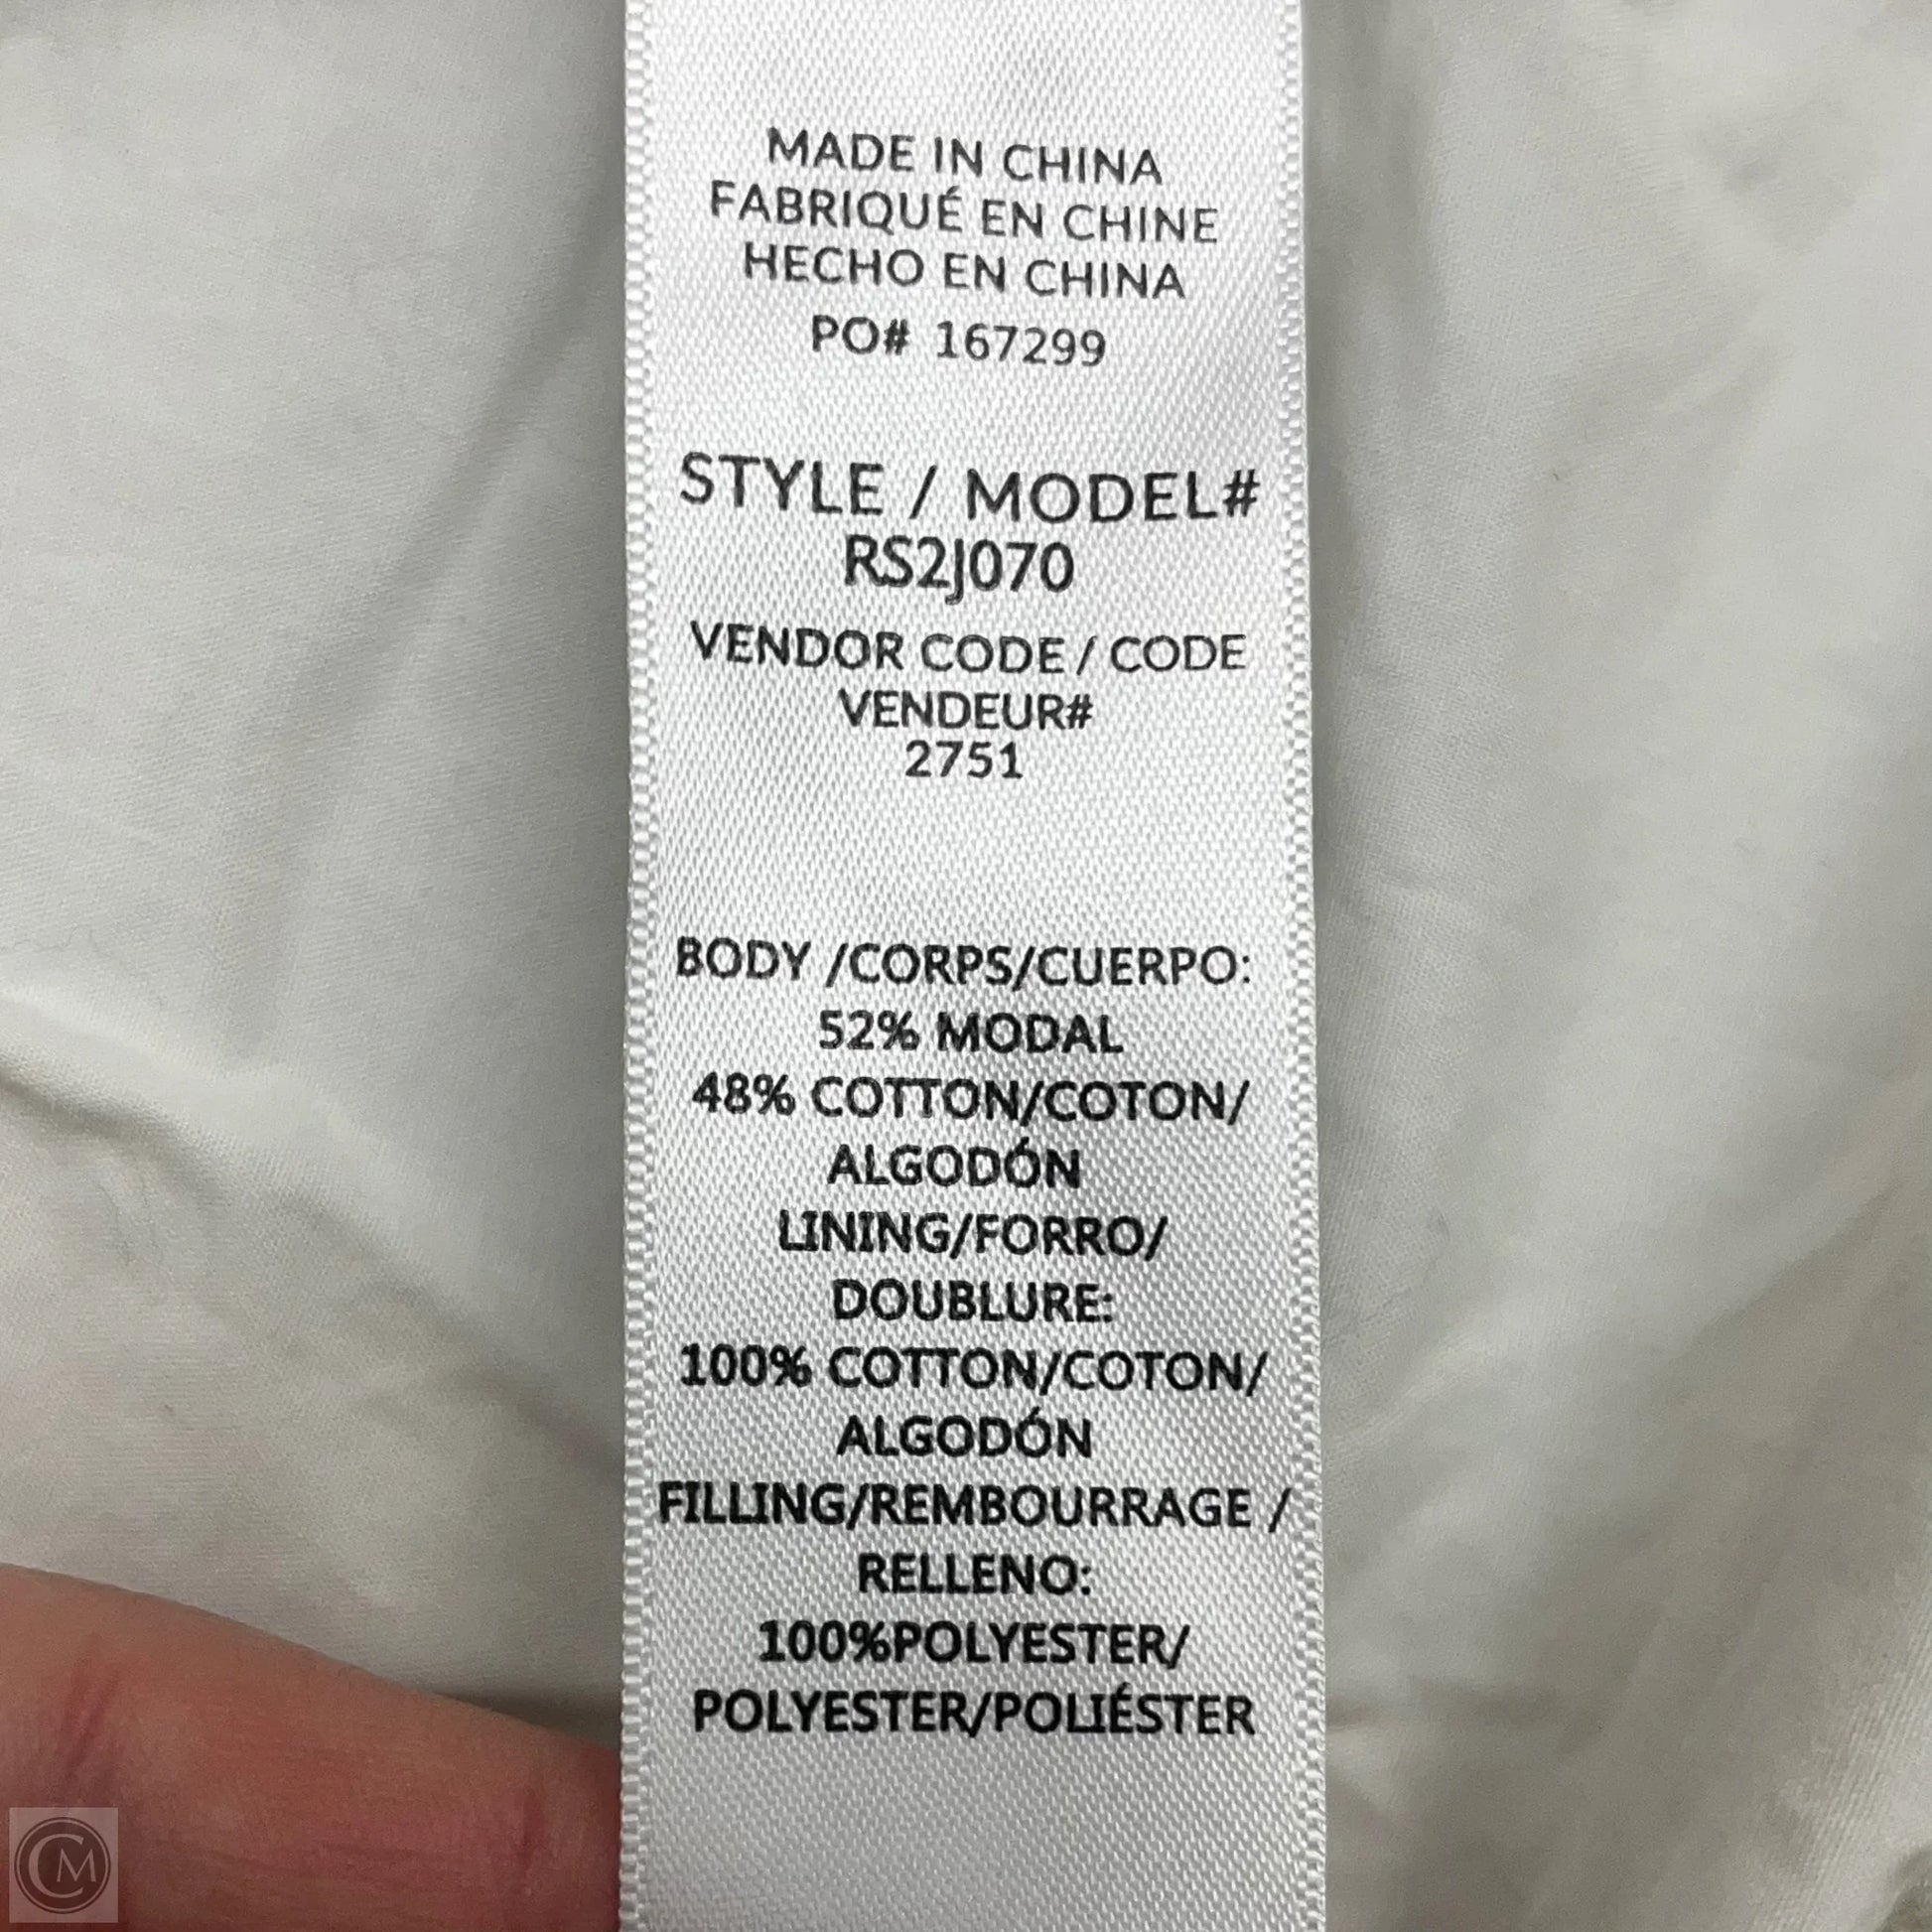 MADE IN CHINA
FABRIQUÉ EN CHINE
HECHO EN CHINA
PO# 167299
STYLE / MODEL#
RS2J070
VENDOR CODE / CODE
VENDEUR#
2751
BODY /CORPS/CUERPO:
52% MODAL
48% COTTON/COTON/
ALGODÓN
LINING/FORRO/
DOUBLURE:
100% COTTON/COTON/
ALGODÓN
FILLING/REMBOURRAGE /
RELLENO:
100%POLYESTER/
POLYESTER/POLIÉSTER
CM